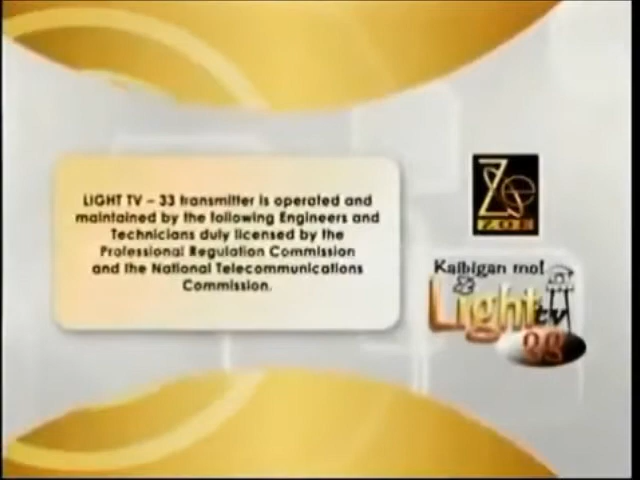 LIGHT TV – 33 transmitter is operated and
maintained by the following Engineers and
Technicians duly licensed by the
Professional Regulation Commission
and the National Telecommunications
Commission.
ZOE
ZOE
Kaibigan mo!
Light tv
33